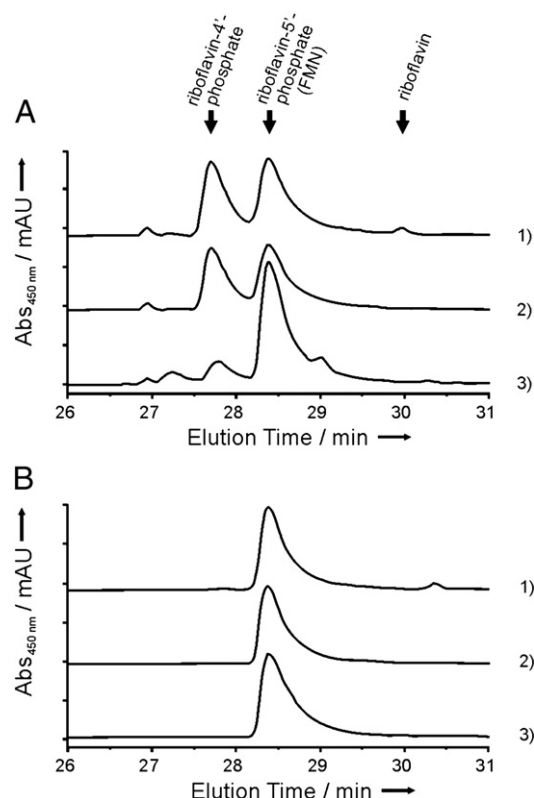 riboflavin-4'-
phosphate
riboflavin-5'-
phosphate
(FMN)
riboflavin
A
Abs450 nm / mAU
1)
2)
3)
26 27 28 29 30 31
Elution Time / min
B
Abs450 nm / mAU
1)
2)
3)
26 27 28 29 30 31
Elution Time / min